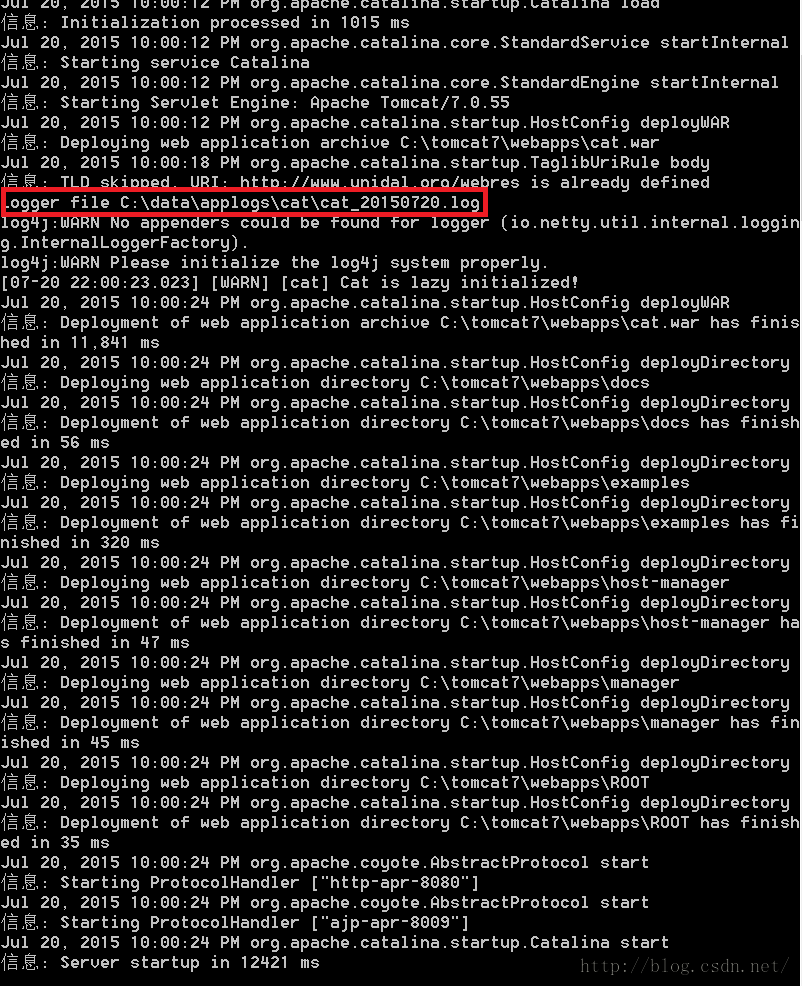 Jul 20, 2015 10:00:12 PM org.apache.catalina.startup.Catalina load
信息: Initialization processed in 1015 ms
Jul 20, 2015 10:00:12 PM org.apache.catalina.core.StandardService startInternal
信息: Starting service Catalina
Jul 20, 2015 10:00:12 PM org.apache.catalina.core.StandardEngine startInternal
信息: Starting Servlet Engine: Apache Tomcat/7.0.55
Jul 20, 2015 10:00:12 PM org.apache.catalina.startup.HostConfig deployWAR
信息: Deploying web application archive C:\tomcat7\webapps\cat.war
Jul 20, 2015 10:00:18 PM org.apache.catalina.startup.TaglibUriRule body
信息: TLD skipped. URI: http://www.unidal.org/webres is already defined
Logger file C:\data\applogs\cat\cat_20150720.log
log4j:WARN No appenders could be found for logger (io.netty.util.internal.loggin
g.InternalLoggerFactory).
log4j:WARN Please initialize the log4j system properly.
[07-20 22:00:23.023] [WARN] [cat] Cat is lazy initialized!
Jul 20, 2015 10:00:24 PM org.apache.catalina.startup.HostConfig deployWAR
信息: Deployment of web application archive C:\tomcat7\webapps\cat.war has finis
hed in 11,841 ms
Jul 20, 2015 10:00:24 PM org.apache.catalina.startup.HostConfig deployDirectory
信息: Deploying web application directory C:\tomcat7\webapps\docs
Jul 20, 2015 10:00:24 PM org.apache.catalina.startup.HostConfig deployDirectory
信息: Deployment of web application directory C:\tomcat7\webapps\docs has finish
ed in 56 ms
Jul 20, 2015 10:00:24 PM org.apache.catalina.startup.HostConfig deployDirectory
信息: Deploying web application directory C:\tomcat7\webapps\examples
Jul 20, 2015 10:00:24 PM org.apache.catalina.startup.HostConfig deployDirectory
信息: Deployment of web application directory C:\tomcat7\webapps\examples has fi
nished in 320 ms
Jul 20, 2015 10:00:24 PM org.apache.catalina.startup.HostConfig deployDirectory
信息: Deploying web application directory C:\tomcat7\webapps\host-manager
Jul 20, 2015 10:00:24 PM org.apache.catalina.startup.HostConfig deployDirectory
信息: Deployment of web application directory C:\tomcat7\webapps\host-manager ha
s finished in 47 ms
Jul 20, 2015 10:00:24 PM org.apache.catalina.startup.HostConfig deployDirectory
信息: Deploying web application directory C:\tomcat7\webapps\manager
Jul 20, 2015 10:00:24 PM org.apache.catalina.startup.HostConfig deployDirectory
信息: Deployment of web application directory C:\tomcat7\webapps\manager has fin
ished in 45 ms
Jul 20, 2015 10:00:24 PM org.apache.catalina.startup.HostConfig deployDirectory
信息: Deploying web application directory C:\tomcat7\webapps\ROOT
Jul 20, 2015 10:00:24 PM org.apache.catalina.startup.HostConfig deployDirectory
信息: Deployment of web application directory C:\tomcat7\webapps\ROOT has finish
ed in 35 ms
Jul 20, 2015 10:00:24 PM org.apache.coyote.AbstractProtocol start
信息: Starting ProtocolHandler ["http-apr-8080"]
Jul 20, 2015 10:00:24 PM org.apache.coyote.AbstractProtocol start
信息: Starting ProtocolHandler ["ajp-apr-8009"]
Jul 20, 2015 10:00:24 PM org.apache.catalina.startup.Catalina start
信息: Server startup in 12421 ms
http://blog.csdn.net/